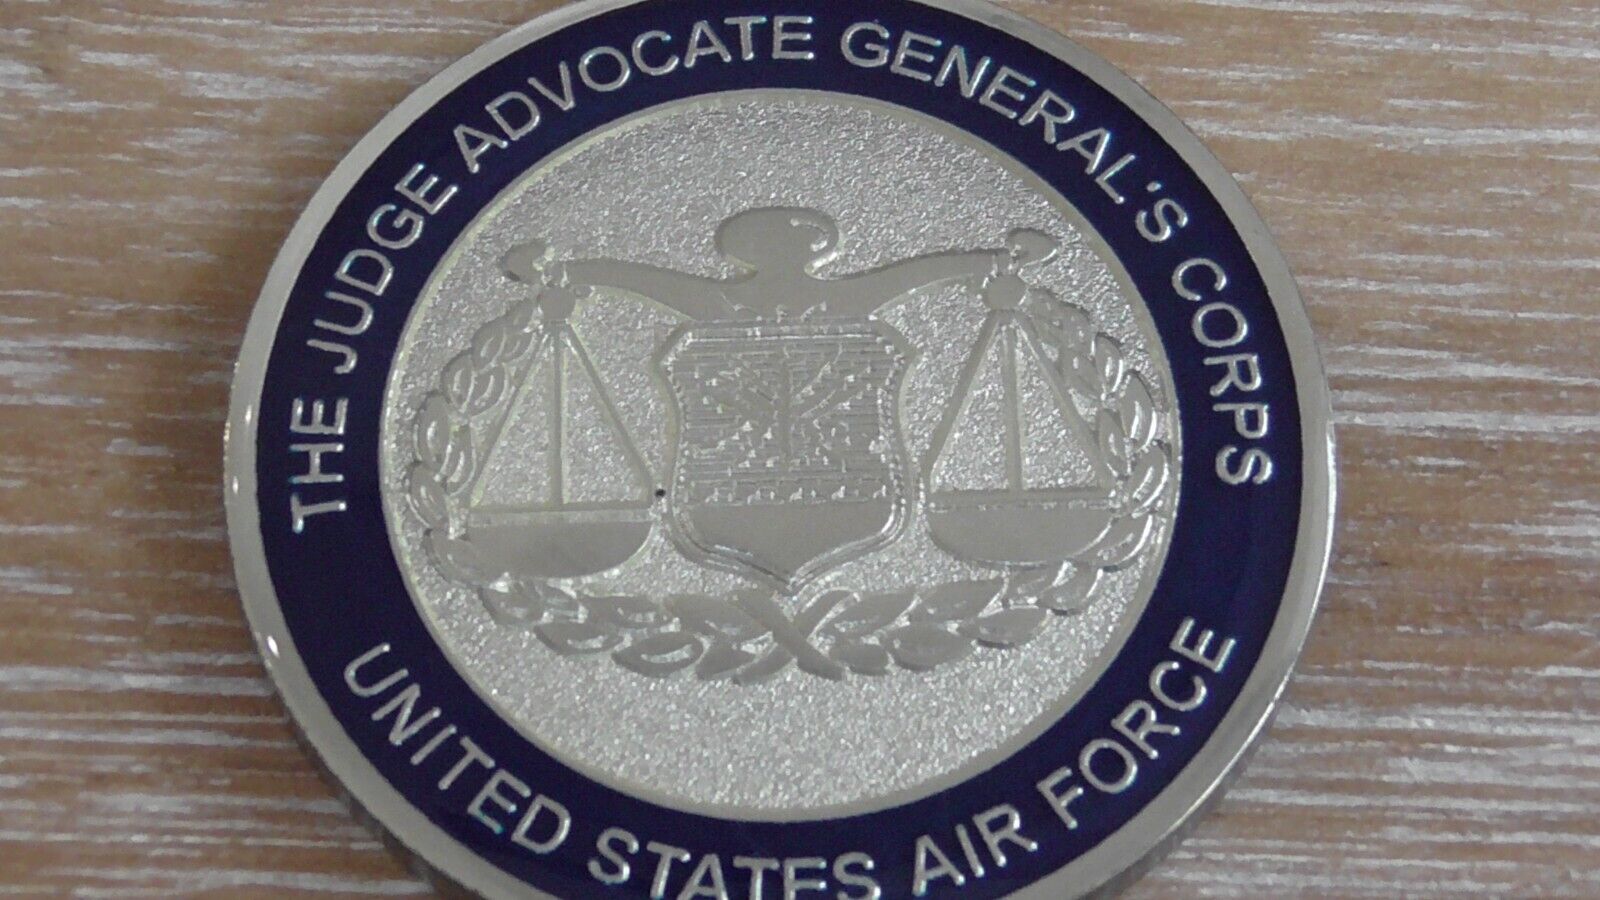 THE JUDGE ADVOCATE GENERAL'S CORPS
UNITED STATES AIR FORCE